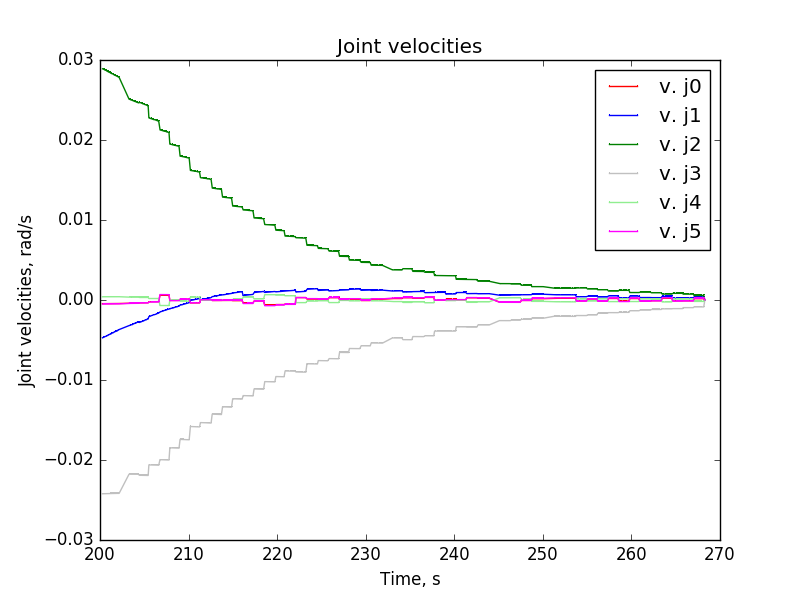 Joint velocities
0.03
0.02
0.01
0.00
−0.01
−0.02
−0.03
Joint velocities, rad/s
v. j0
v. j1
v. j2
v. j3
v. j4
v. j5
200 210 220 230 240 250 260 270
Time, s